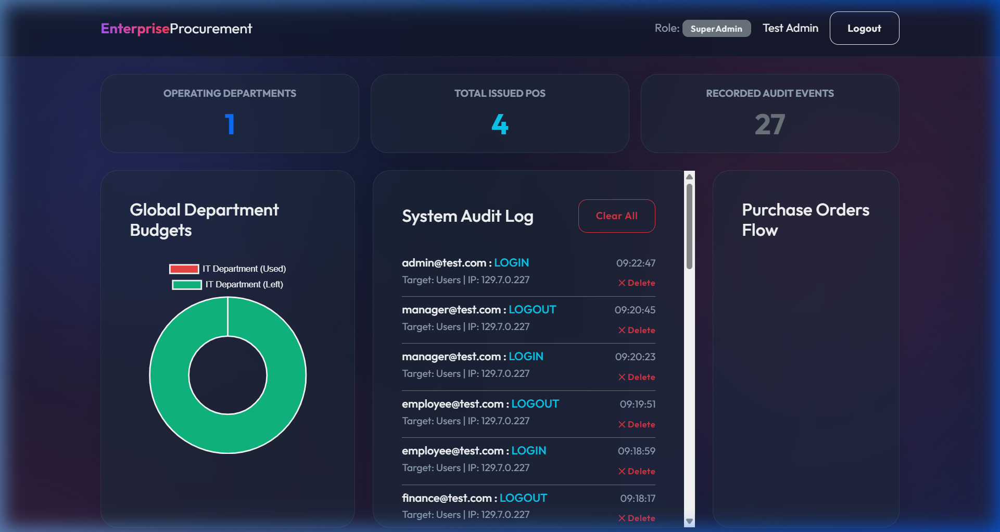 EnterpriseProcurement
Role: SuperAdmin Test Admin Logout
OPERATING DEPARTMENTS
1
TOTAL ISSUED POS
4
RECORDED AUDIT EVENTS
27
Global Department
Budgets
IT Department (Used)
IT Department (Left)
System Audit Log
Clear All
admin@test.com : LOGIN 09:22:47
Target: Users | IP: 129.7.0.227 × Delete
manager@test.com : LOGOUT 09:20:45
Target: Users | IP: 129.7.0.227 × Delete
manager@test.com : LOGIN 09:20:23
Target: Users | IP: 129.7.0.227 × Delete
employee@test.com : LOGOUT 09:19:51
Target: Users | IP: 129.7.0.227 × Delete
employee@test.com : LOGIN 09:18:59
Target: Users | IP: 129.7.0.227 × Delete
finance@test.com : LOGOUT 09:18:17
Target: Users | IP: 129.7.0.227 × Delete
Purchase Orders
Flow